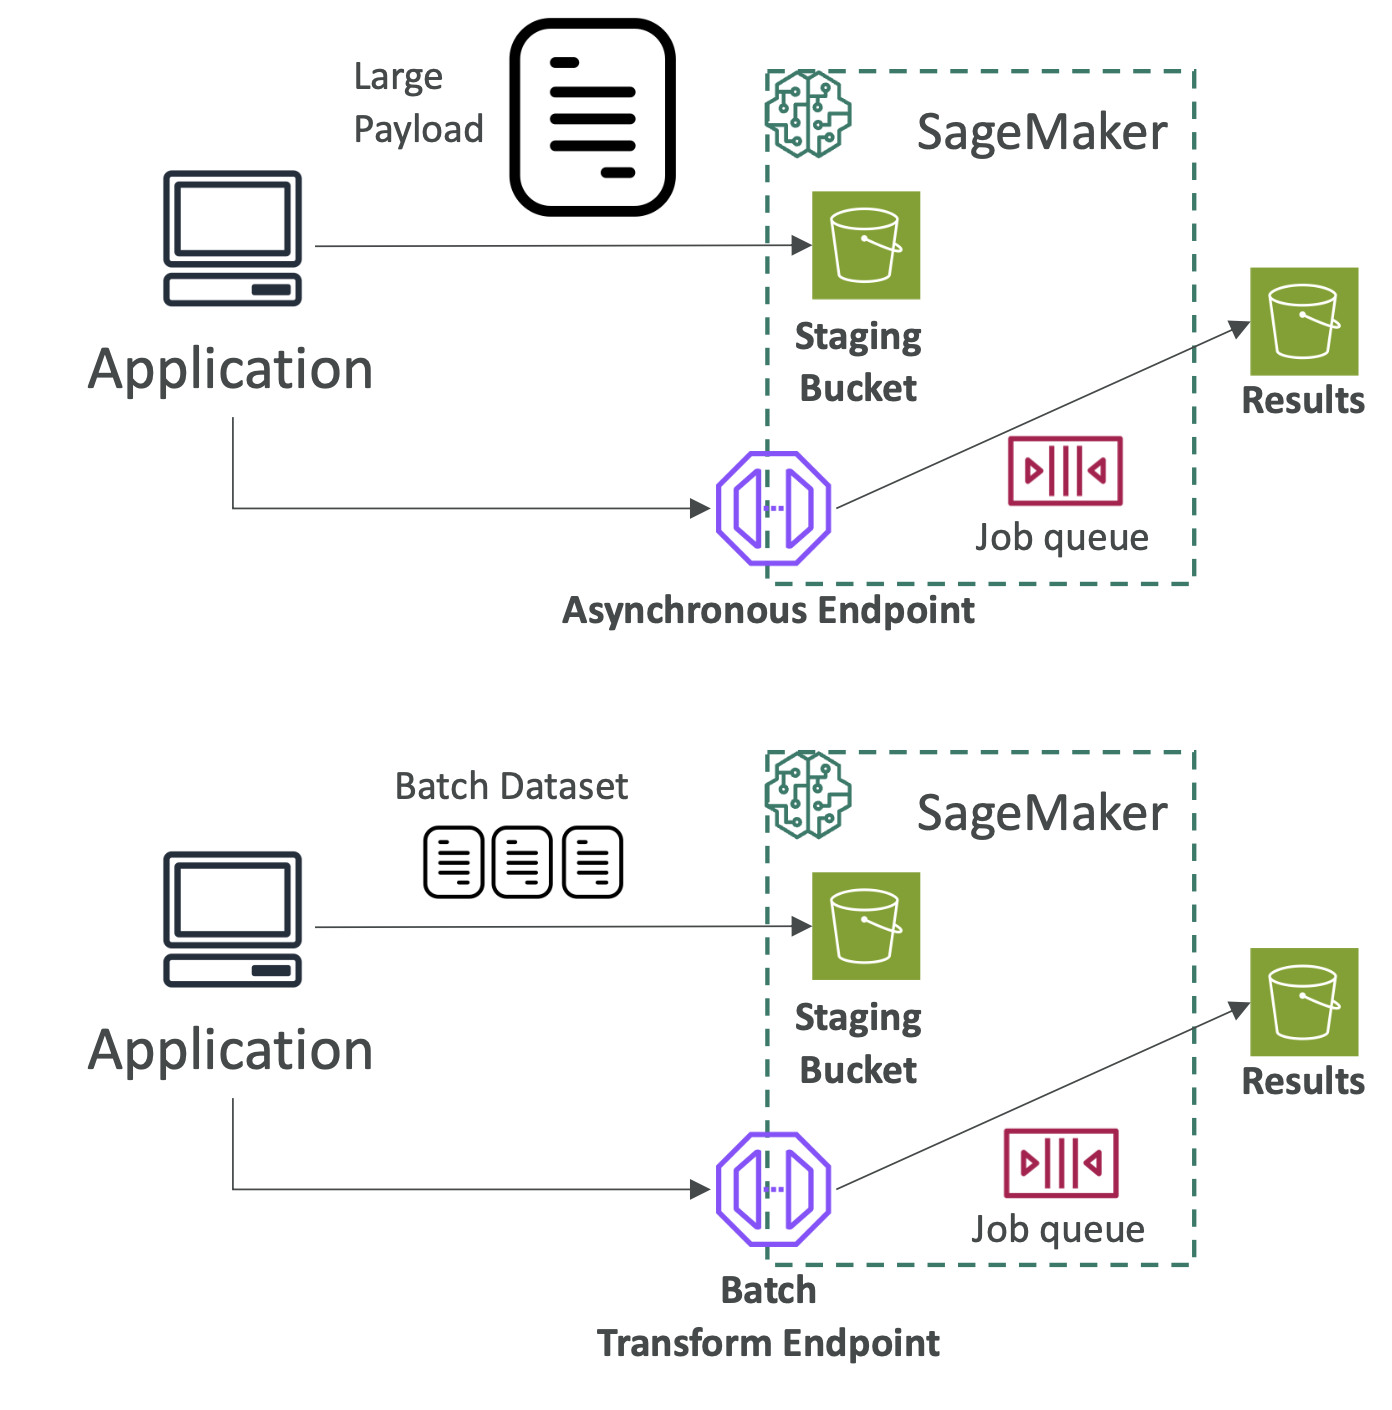 Large
Payload
SageMaker
Application
Staging
Bucket
Results
Job queue
Asynchronous Endpoint
Batch Dataset
SageMaker
Application
Staging
Bucket
Results
Job queue
Batch
Transform Endpoint